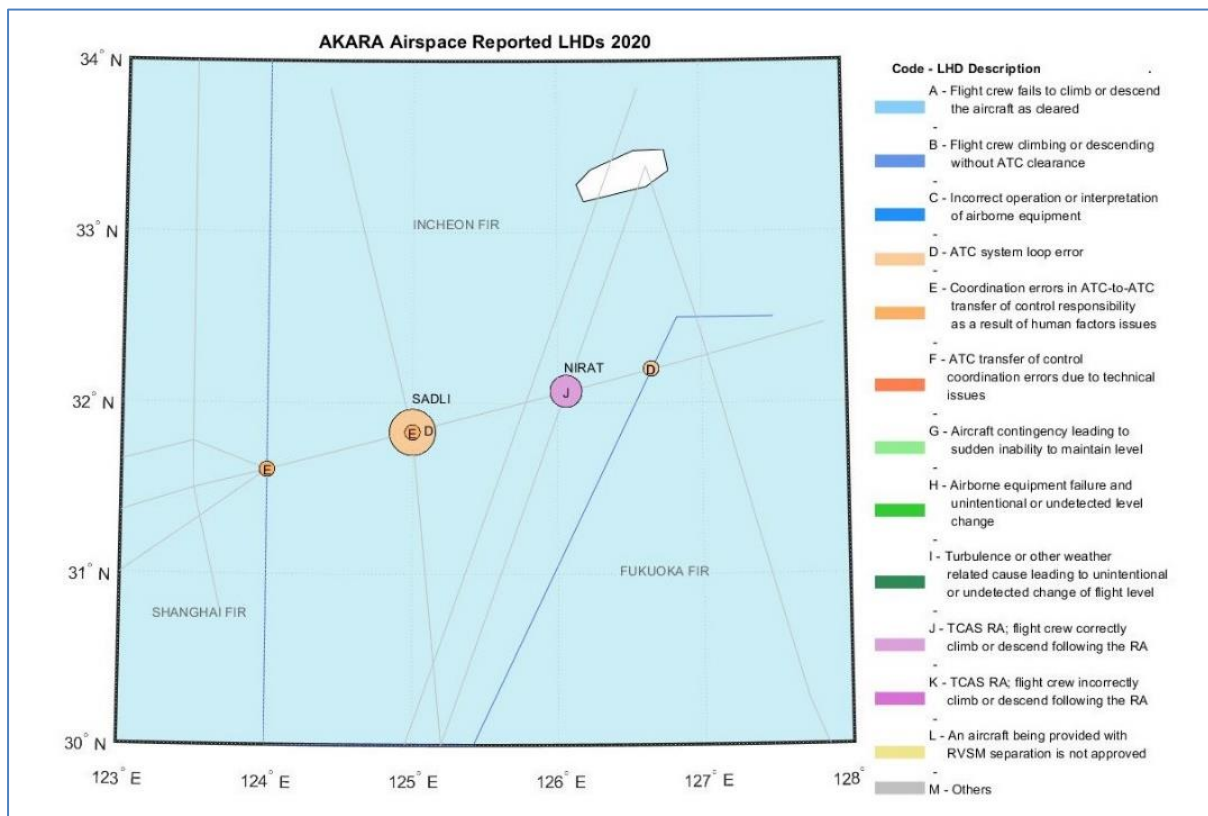 AKARA Airspace Reported LHDs 2020
34° N
33° N
32° N
31° N
30° N
123° E
124° E
125° E
126° E
127° E
128°
INCHEON FIR
NIRAT
D
J
SADLI
E D
E
FUKUOKA FIR
SHANGHAI FIR
Code - LHD Description .
A - Flight crew fails to climb or descend
the aircraft as cleared
-
B - Flight crew climbing or descending
without ATC clearance
-
C - Incorrect operation or interpretation
of airborne equipment
-
D - ATC system loop error
-
E - Coordination errors in ATC-to-ATC
transfer of control responsibility
as a result of human factors issues
-
F - ATC transfer of control
coordination errors due to technical
issues
-
G - Aircraft contingency leading to
sudden inability to maintain level
-
H - Airborne equipment failure and
unintentional or undetected level
change
-
I - Turbulence or other weather
related cause leading to unintentional
or undetected change of flight level
-
J - TCAS RA; flight crew correctly
climb or descend following the RA
-
K - TCAS RA; flight crew incorrectly
climb or descend following the RA
-
L - An aircraft being provided with
RVSM separation is not approved
-
M - Others